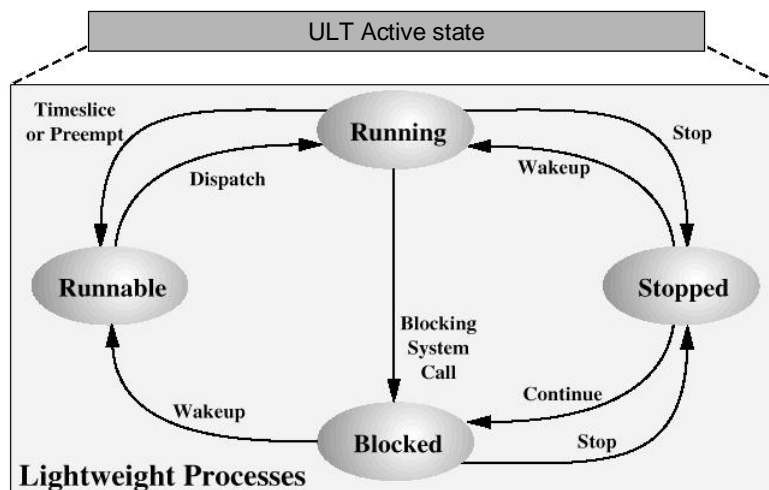 ULT Active state
Timeslice
or Preempt
Running
Stop
Wakeup
Dispatch
Runnable
Stopped
Blocking
System
Call
Continue
Wakeup
Blocked
Stop
Lightweight Processes